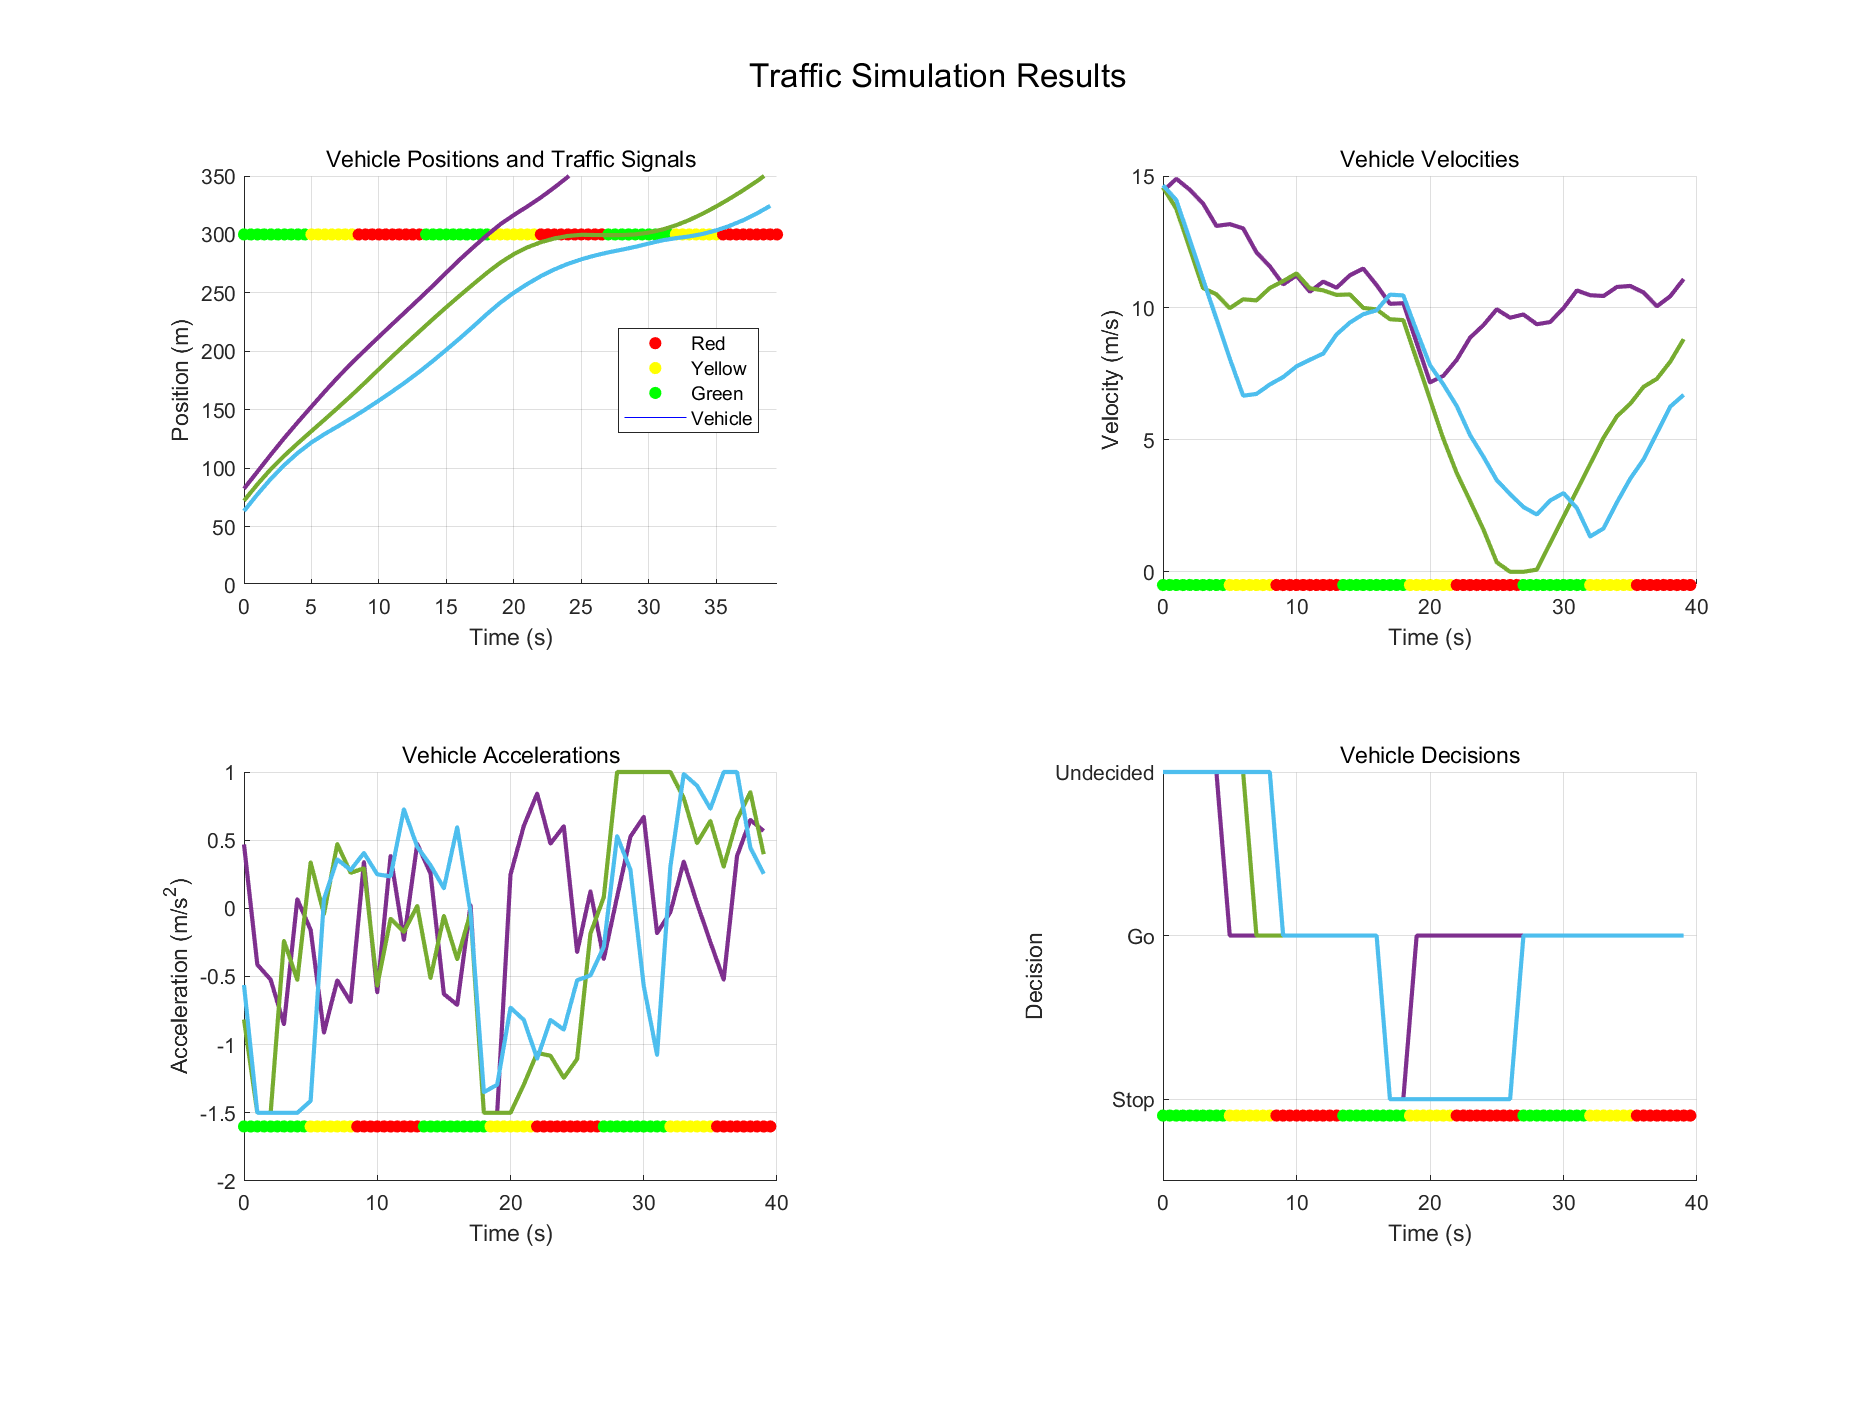 Traffic Simulation Results
Vehicle Positions and Traffic Signals
350
300
250
200
150
100
50
0
Position (m)
Red
Yellow
Green
Vehicle
0 5 10 15 20 25 30 35
Time (s)
Vehicle Velocities
15
10
5
0
Velocity (m/s)
0 10 20 30 40
Time (s)
Vehicle Accelerations
1
0.5
0
-0.5
-1
-1.5
-2
Acceleration (m/s²)
0 10 20 30 40
Time (s)
Vehicle Decisions
Undecided
Go
Stop
Decision
0 10 20 30 40
Time (s)